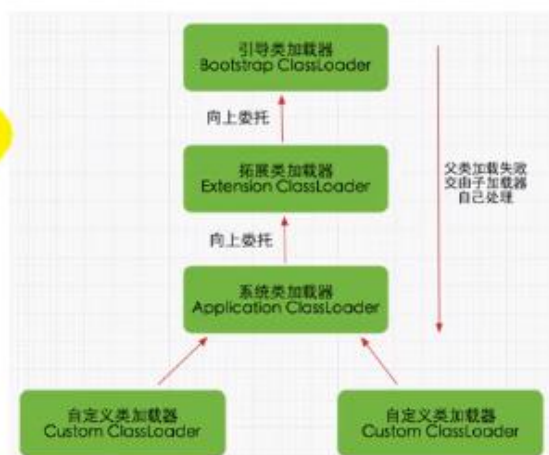 引导类加载器
Bootstrap ClassLoader
向上委托
拓展类加载器
Extension ClassLoader
父类加载失败
交由子加载器
自己处理
向上委托
系统类加载器
Application ClassLoader
自定义类加载器
Custom ClassLoader
自定义类加载器
Custom ClassLoader